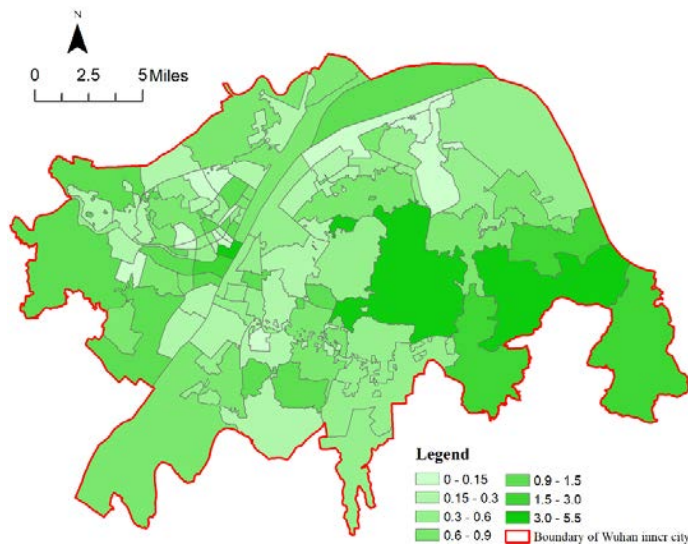 N
0 2.5 5 Miles
Legend
0 - 0.15
0.15 - 0.3
0.3 - 0.6
0.6 - 0.9
0.9 - 1.5
1.5 - 3.0
3.0 - 5.5
Boundary of Wuhan inner city